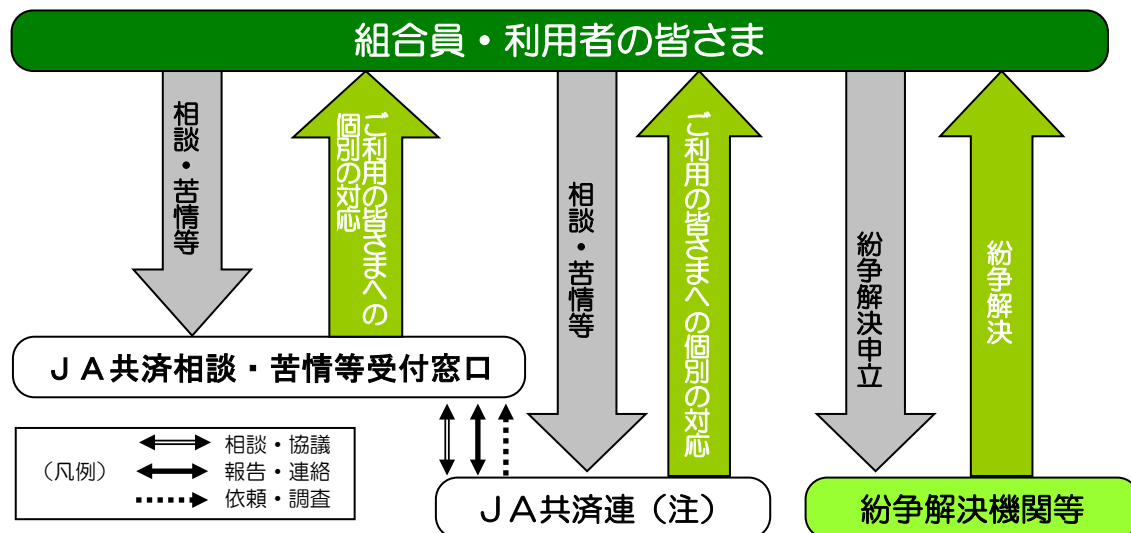 組合員・利用者の皆さま
相談・苦情等
ご利用の皆さまへの
個別の対応
相談・苦情等
ご利用の皆さまへの個別の対応
紛争解決申立
紛争解決
ＪＡ共済相談・苦情等受付窓口
（凡例）
相談・協議
報告・連絡
依頼・調査
ＪＡ共済連（注）
紛争解決機関等